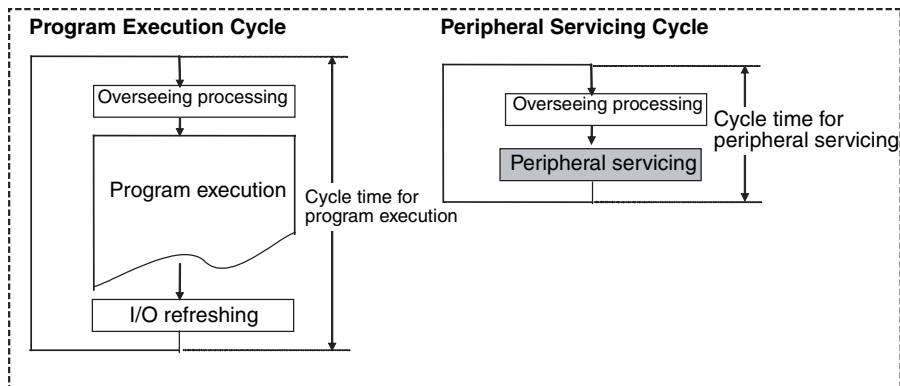 Program Execution Cycle
Overseeing processing
Program execution
Cycle time for
program execution
I/O refreshing
Peripheral Servicing Cycle
Overseeing processing
Peripheral servicing
Cycle time for
peripheral servicing